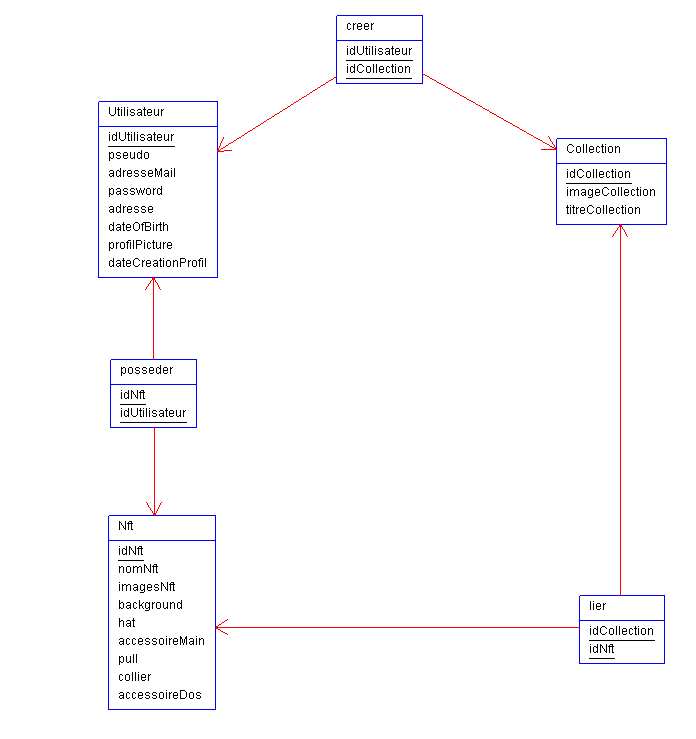 creer
idUtilisateur
idCollection
Utilisateur
idUtilisateur
pseudo
adresseMail
password
adresse
dateOfBirth
profilPicture
dateCreationProfil
Collection
idCollection
imageCollection
titreCollection
posseder
idNft
idUtilisateur
Nft
idNft
nomNft
imagesNft
background
hat
accessoireMain
pull
collier
accessoireDos
lier
idCollection
idNft